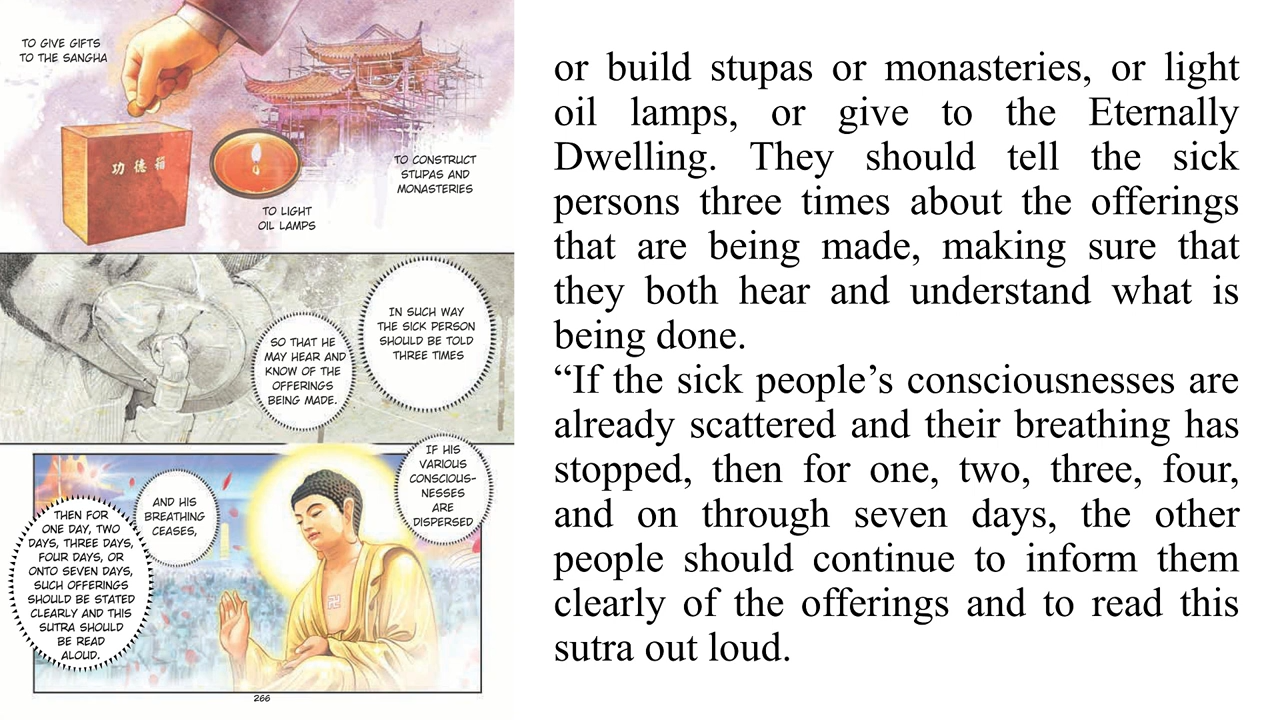 TO GIVE GIFTS
TO THE SANGHA
功德箱
TO LIGHT
OIL LAMPS
TO CONSTRUCT
STUPAS AND
MONASTERIES
IN SUCH WAY
THE SICK PERSON
SHOULD BE TOLD
THREE TIMES
SO THAT HE
MAY HEAR AND
KNOW OF THE
OFFERINGS
BEING MADE.
IF HIS
VARIOUS
CONSCIOUS-
NESSES
ARE
DISPERSED
AND HIS
BREATHING
CEASES,
THEN FOR
ONE DAY, TWO
DAYS, THREE DAYS,
FOUR DAYS, OR
ONTO SEVEN DAYS,
SUCH OFFERINGS
SHOULD BE STATED
CLEARLY AND THIS
SUTRA SHOULD
BE READ
ALOUD.
266
or build stupas or monasteries, or light
oil lamps, or give to the Eternally
Dwelling. They should tell the sick
persons three times about the offerings
that are being made, making sure that
they both hear and understand what is
being done.
“If the sick people’s consciousnesses are
already scattered and their breathing has
stopped, then for one, two, three, four,
and on through seven days, the other
people should continue to inform them
clearly of the offerings and to read this
sutra out loud.